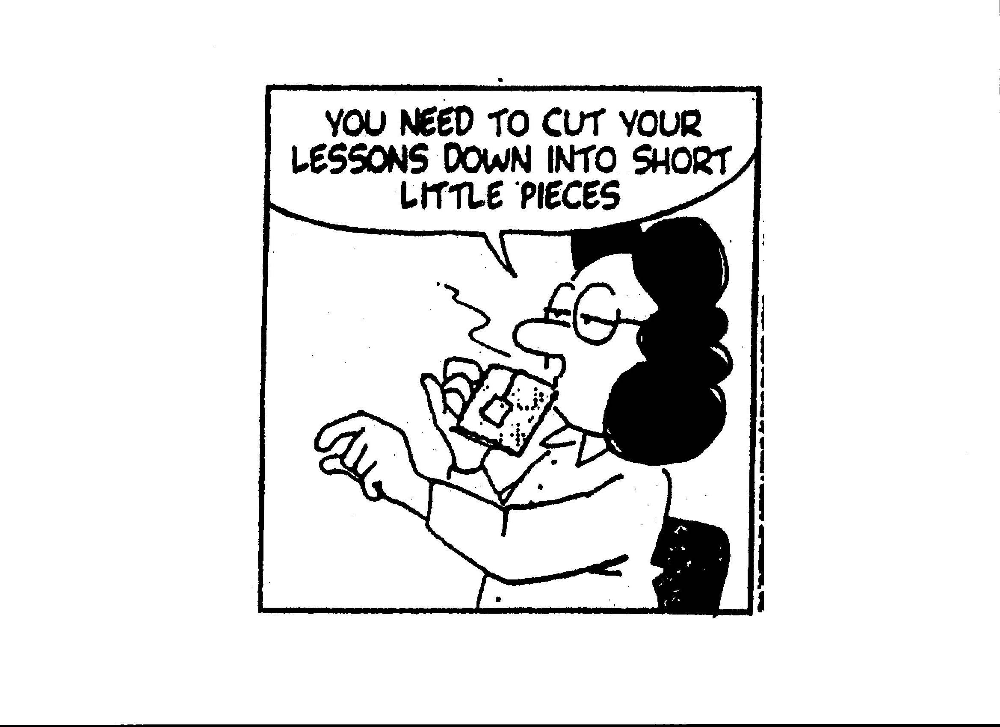 YOU NEED TO CUT YOUR
LESSONS DOWN INTO SHORT
LITTLE PIECES